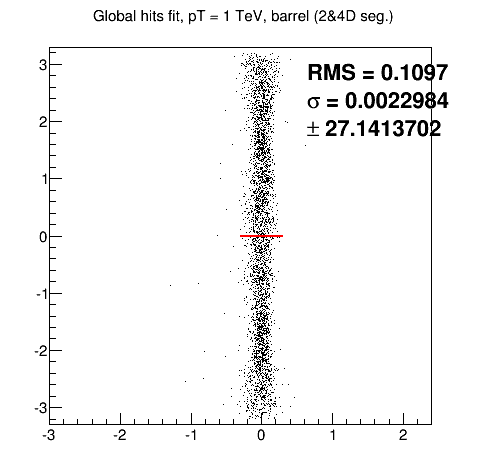 Global hits fit, pT = 1 TeV, barrel (2&4D seg.)
RMS = 0.1097
σ = 0.0022984
± 27.1413702
3
2
1
0
-1
-2
-3
-3 -2 -1 0 1 2